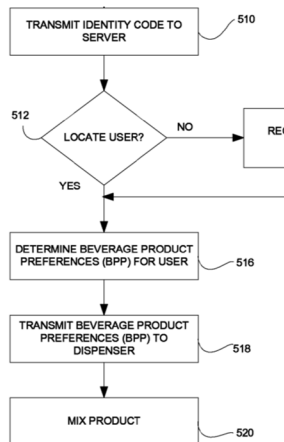 TRANSMIT IDENTITY CODE TO
SERVER
510
512
LOCATE USER?
NO
YES
DETERMINE BEVERAGE PRODUCT
PREFERENCES (BPP) FOR USER
516
TRANSMIT BEVERAGE PRODUCT
PREFERENCES (BPP) TO
DISPENSER
518
MIX PRODUCT
520